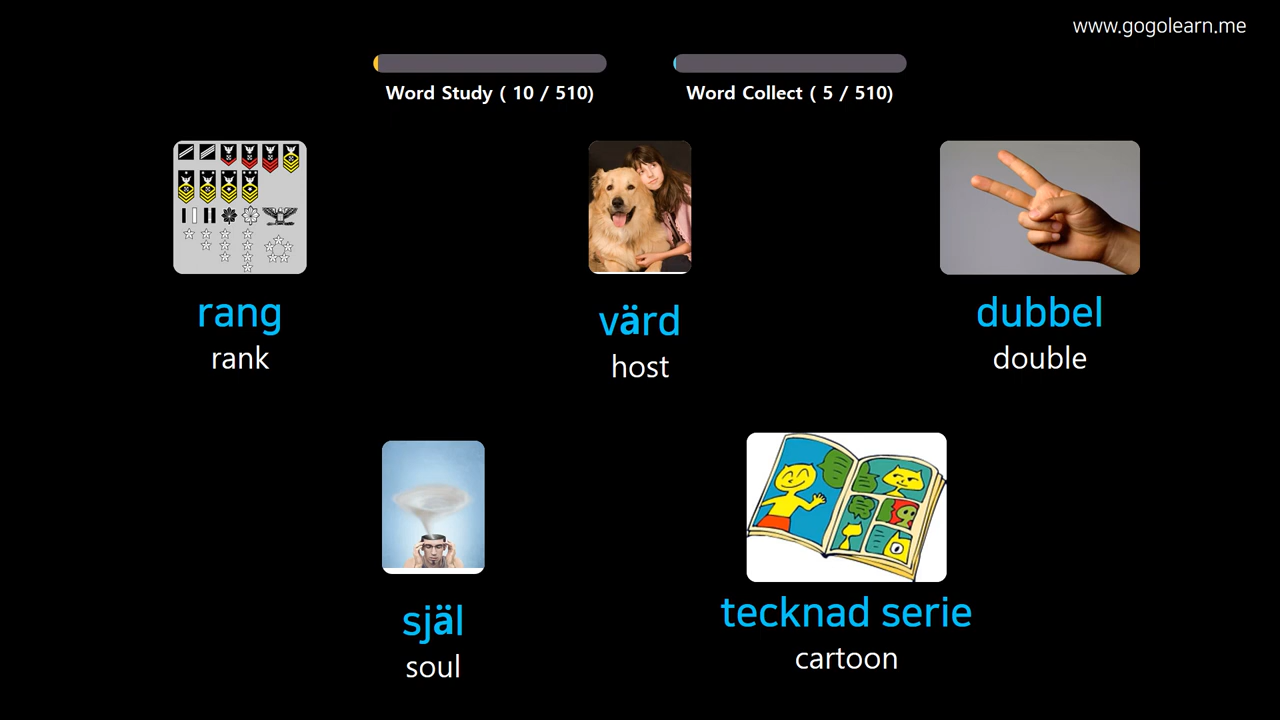 www.gogolearn.me
Word Study ( 10 / 510)
Word Collect ( 5 / 510)
rang
rank
värd
host
dubbel
double
själ
soul
tecknad serie
cartoon